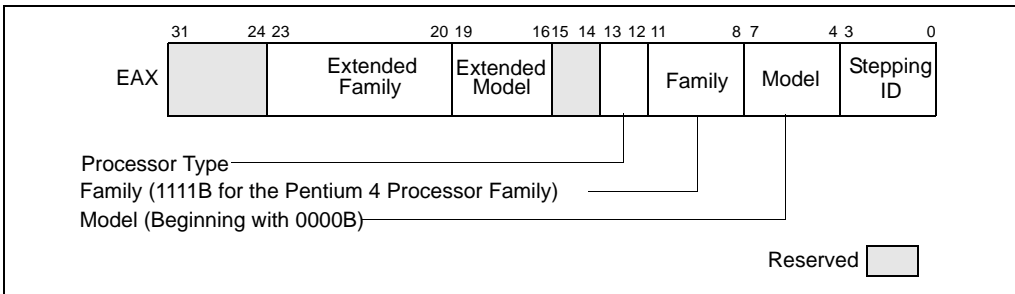 31 24 23 20 19 16 15 14 13 12 11 8 7 4 3 0
EAX
Extended
Family
Extended
Model
Family
Model
Stepping
ID
Processor Type
Family (1111B for the Pentium 4 Processor Family)
Model (Beginning with 0000B)
Reserved